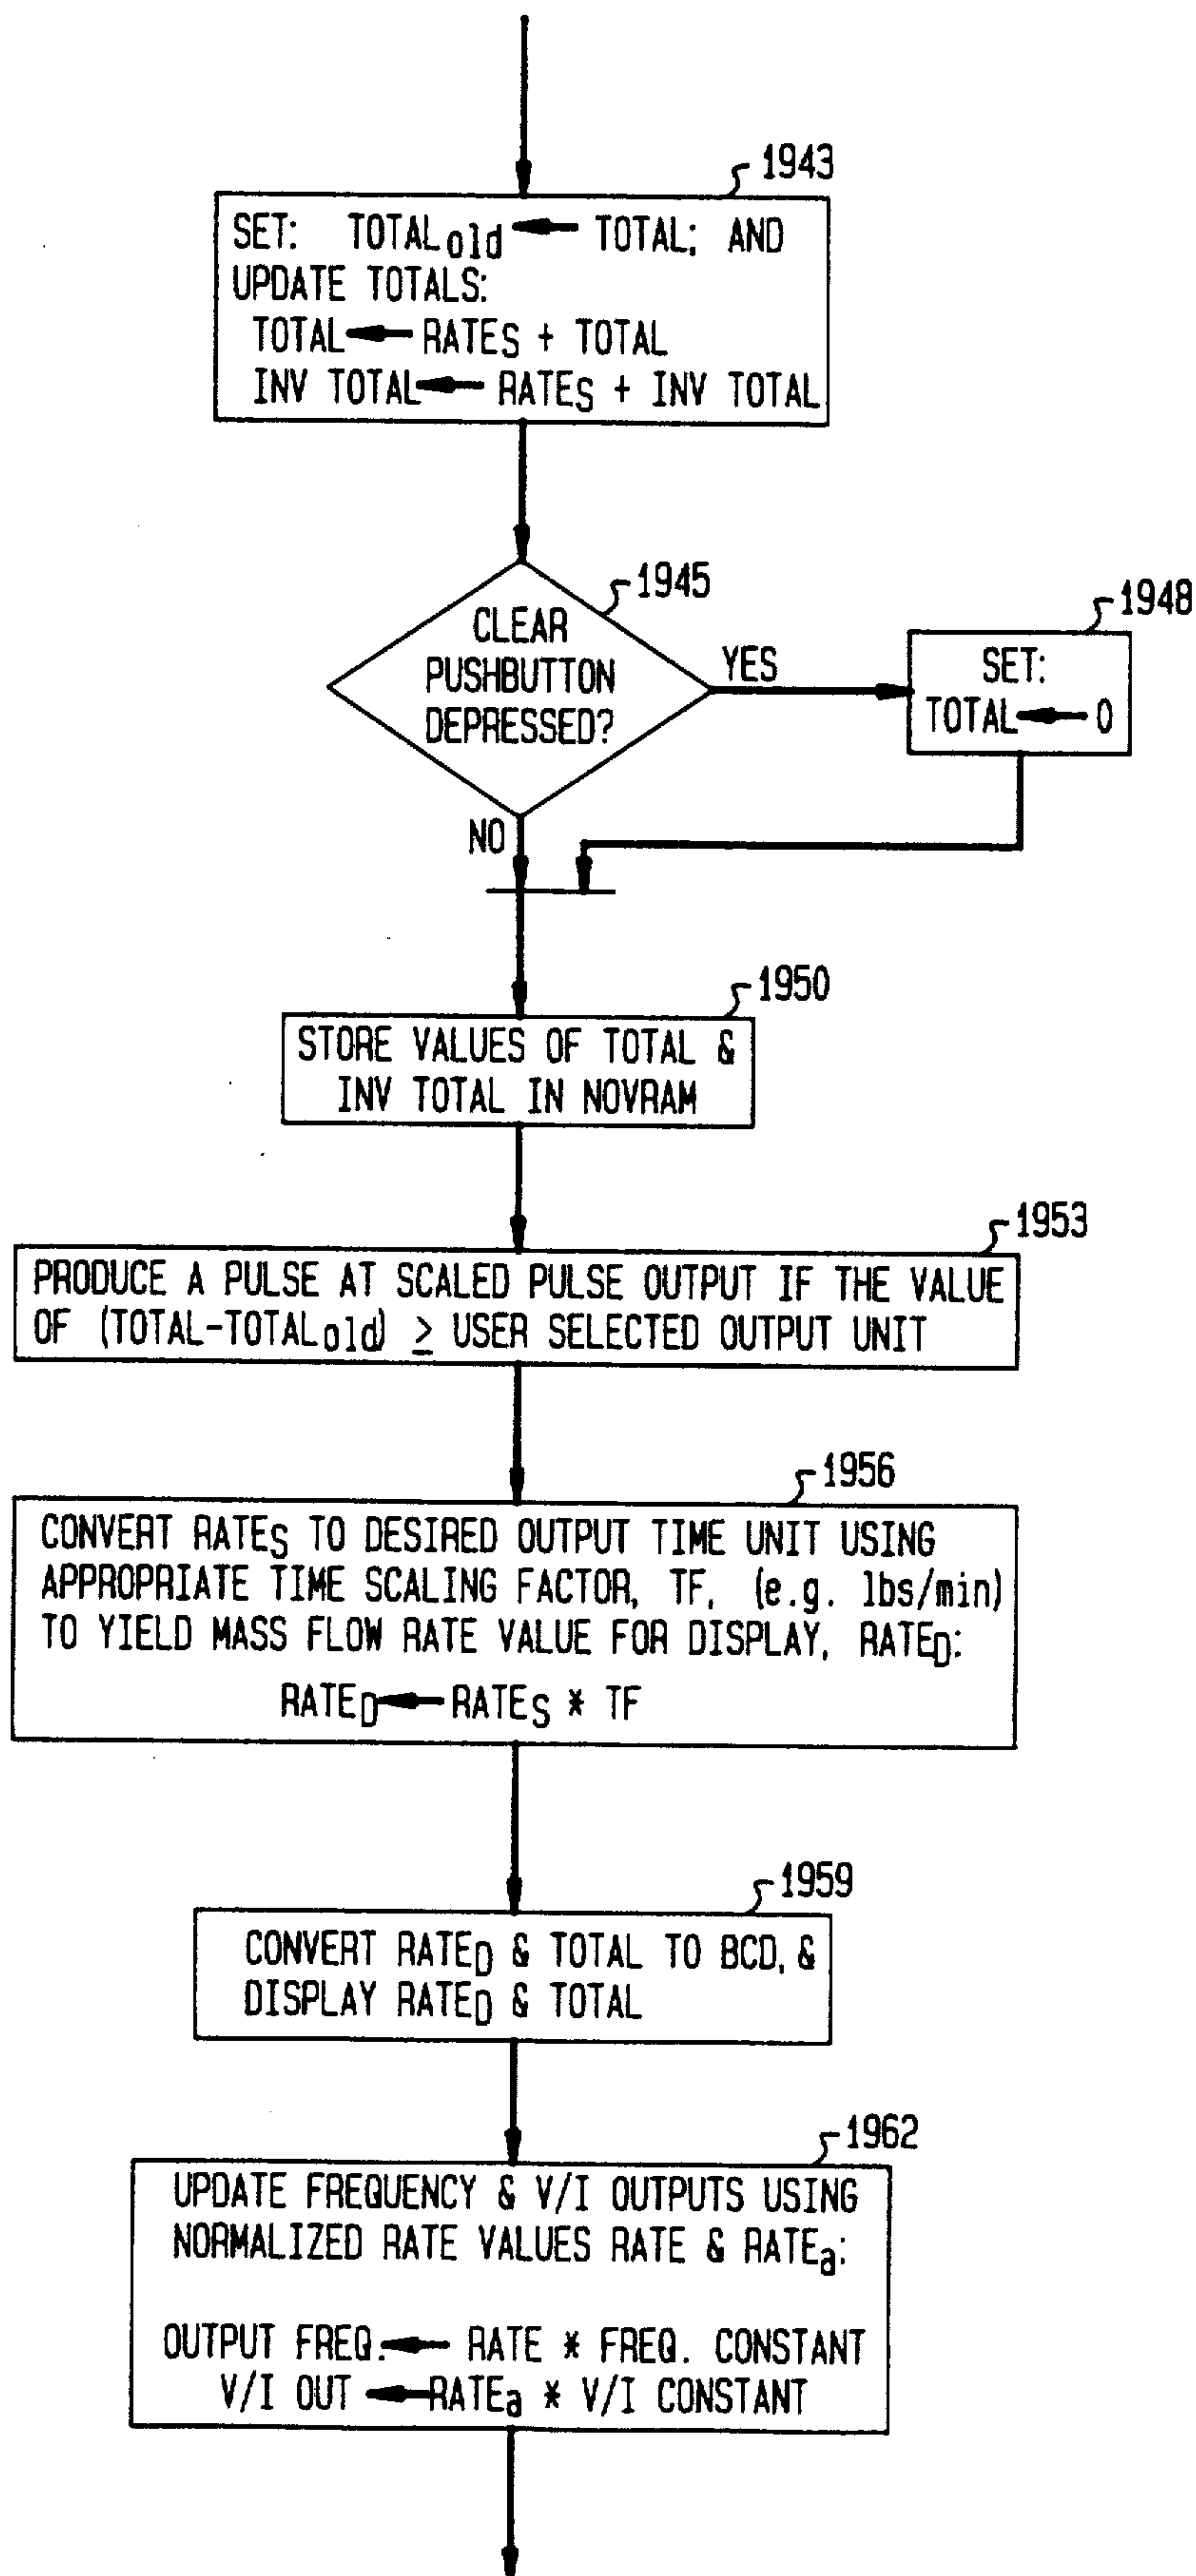 1943
SET: TOTALold ← TOTAL; AND
UPDATE TOTALS:
TOTAL ← RATES + TOTAL
INV TOTAL ← RATES + INV TOTAL
1945
CLEAR
PUSHBUTTON
DEPRESSED?
YES
1948
SET:
TOTAL ← 0
NO
1950
STORE VALUES OF TOTAL &
INV TOTAL IN NOVRAM
1953
PRODUCE A PULSE AT SCALED PULSE OUTPUT IF THE VALUE
OF (TOTAL-TOTALold) ≥ USER SELECTED OUTPUT UNIT
1956
CONVERT RATES TO DESIRED OUTPUT TIME UNIT USING
APPROPRIATE TIME SCALING FACTOR, TF, (e.g. lbs/min)
TO YIELD MASS FLOW RATE VALUE FOR DISPLAY, RATED:
RATED ← RATES * TF
1959
CONVERT RATED & TOTAL TO BCD, &
DISPLAY RATED & TOTAL
1962
UPDATE FREQUENCY & V/I OUTPUTS USING
NORMALIZED RATE VALUES RATE & RATEa:
OUTPUT FREQ. ← RATE * FREQ. CONSTANT
V/I OUT ← RATEa * V/I CONSTANT